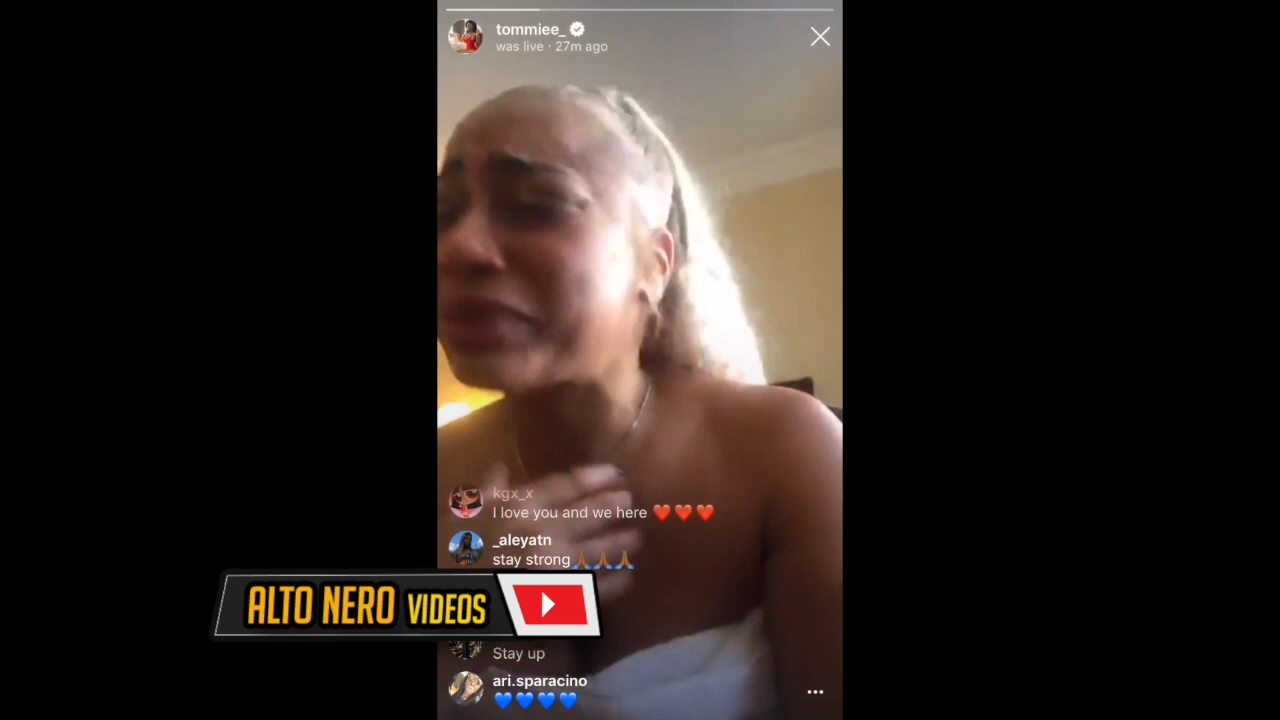 tommiee_
was live · 27m ago
kgx_x
I love you and we here ❤️❤️❤️
_aleyatn
stay strong🙏🏾🙏🏾🙏🏾
ALTO NERO VIDEOS
Stay up
ari.sparacino
💙💙💙💙